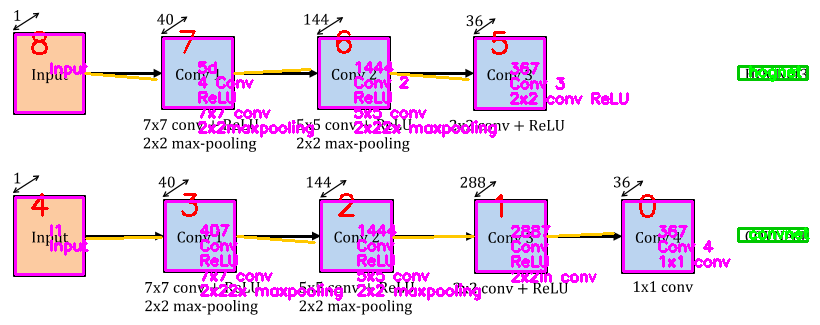 1
40
144
36
8
7
6
5
Input
Input
Conv 1
5d
4 Conv
ReLU
7x7 conv
2x2maxpooling
Conv 2
1444
Conv 2
ReLU
5x5 conv
2x22x maxpooling
Conv 3
367
Conv 3
2x2 conv ReLU
7x7 conv + ReLU
2x2 max-pooling
5x5 conv + ReLU
2x2 max-pooling
2x2 conv + ReLU
1
40
144
288
36
4
3
2
1
0
Input
I1
Input
Conv 1
4D7
Conv
ReLU
7x7 conv
2x22x maxpooling
Conv 2
1444
Conv
ReLU
5x5 conv
2x2 maxpooling
Conv 3
2887
Conv
ReLU
2x2in conv
Conv 4
367
Conv 4
1x1 conv
7x7 conv + ReLU
2x2 max-pooling
5x5 conv + ReLU
2x2 max-pooling
2x2 conv + ReLU
1x1 conv